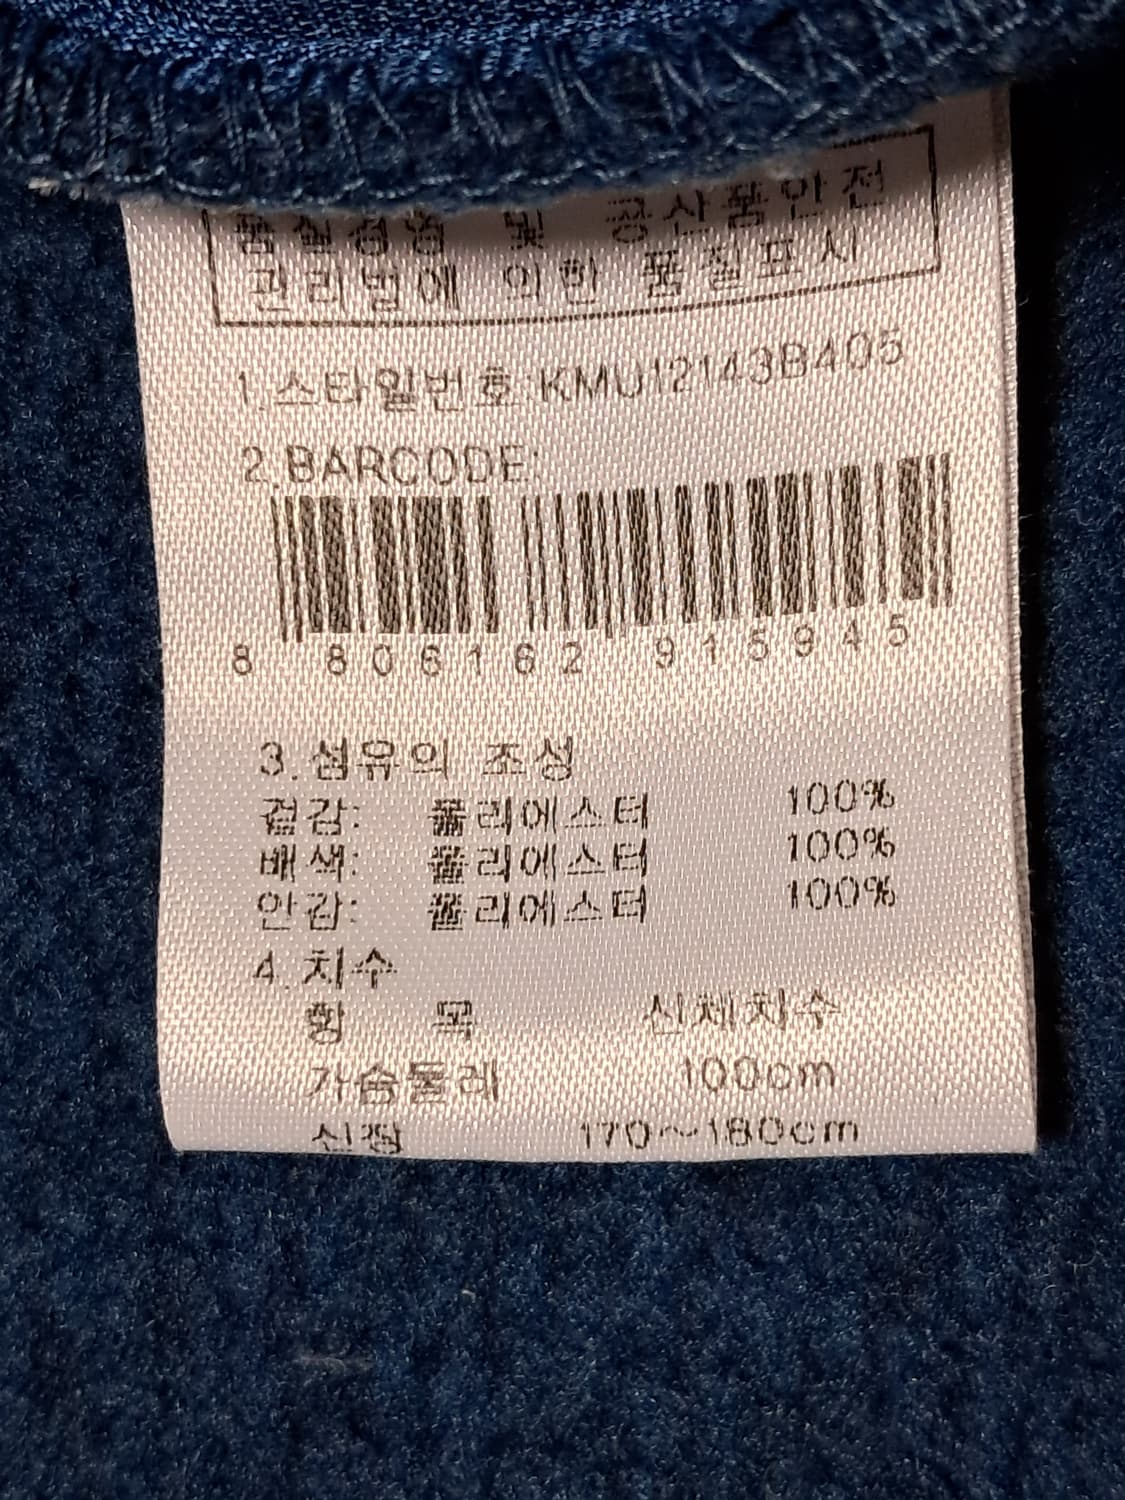 품질경영 및 공산품안전
관리법에 의한 품질표시
1.스타일번호:KMU12143B405
2.BARCODE:
8 806162 915945
3.섬유의 조성
겉감: 폴리에스터 100%
배색: 폴리에스터 100%
안감: 폴리에스터 100%
4.치수
항 목 신체치수
가슴둘레 100cm
신장 170~180cm